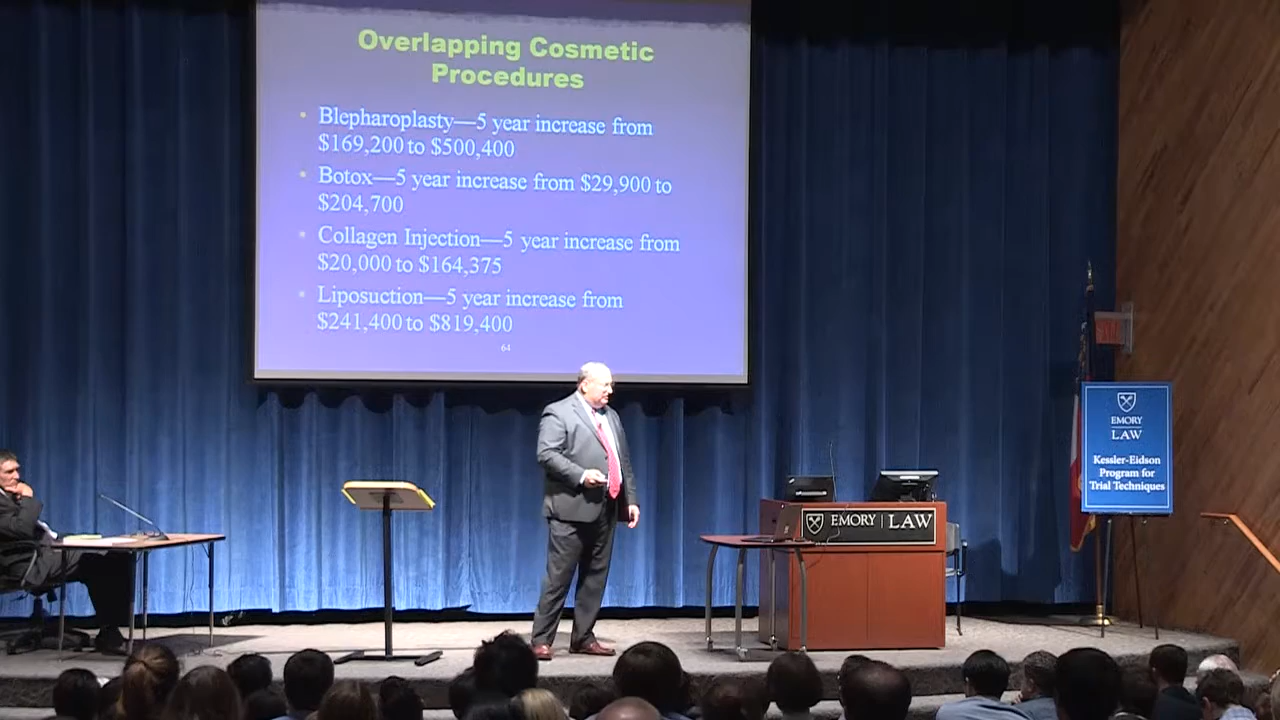 Overlapping Cosmetic
Procedures
• Blepharoplasty—5 year increase from
$169,200 to $500,400
• Botox—5 year increase from $29,900 to
$204,700
• Collagen Injection—5 year increase from
$20,000 to $164,375
• Liposuction—5 year increase from
$241,400 to $819,400
64
EMORY | LAW
EMORY
LAW
Kessler-Eidson
Program for
Trial Techniques